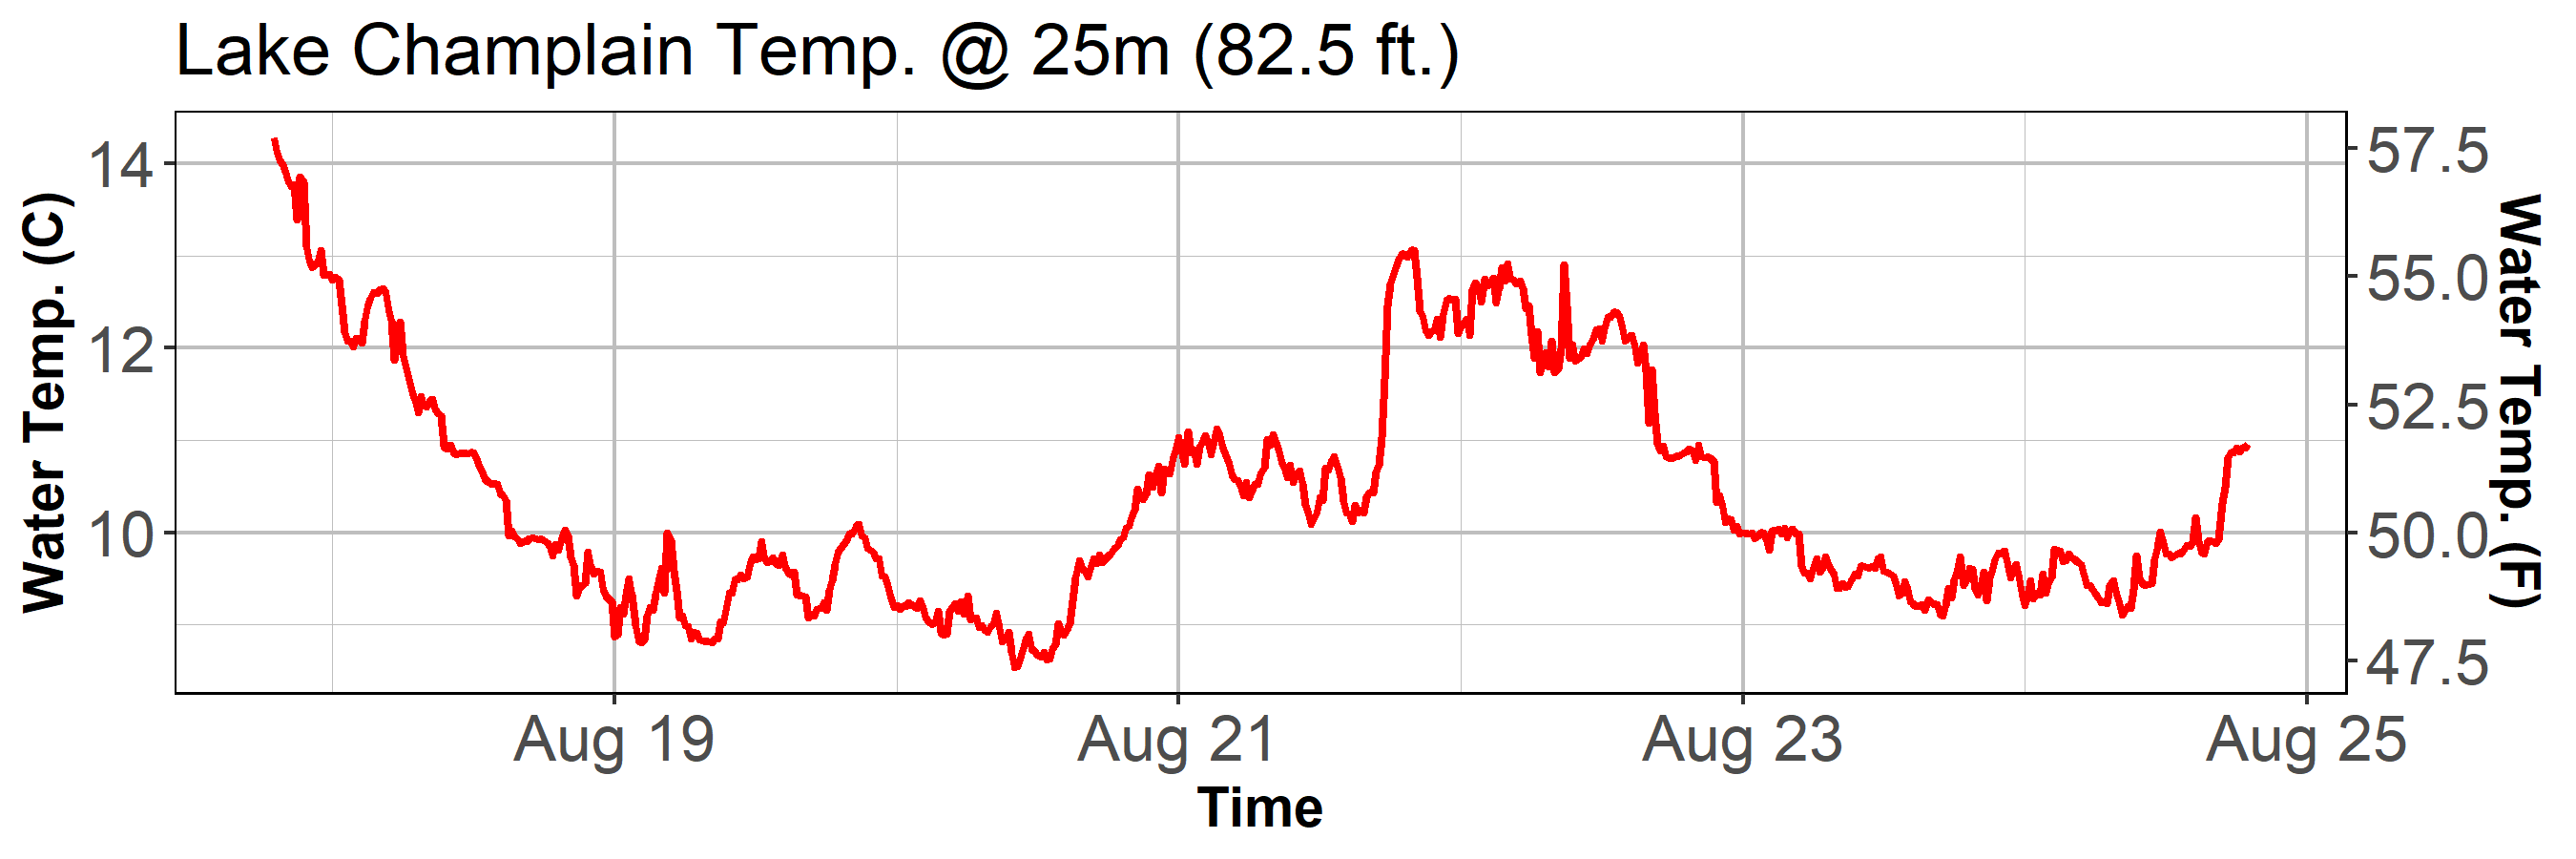 Lake Champlain Temp. @ 25m (82.5 ft.)
Water Temp. (C)
14
12
10
57.5
55.0
52.5
50.0
47.5
Water Temp. (F)
Aug 19 Aug 21 Aug 23 Aug 25
Time